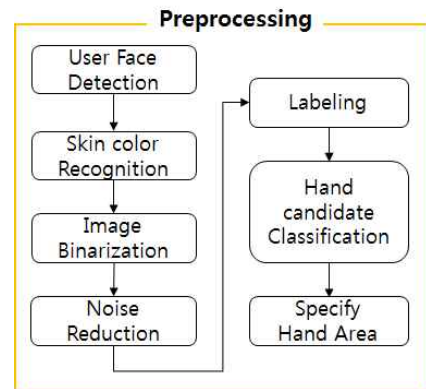 Preprocessing
User Face
Detection
Skin color
Recognition
Image
Binarization
Noise
Reduction
Labeling
Hand
candidate
Classification
Specify
Hand Area